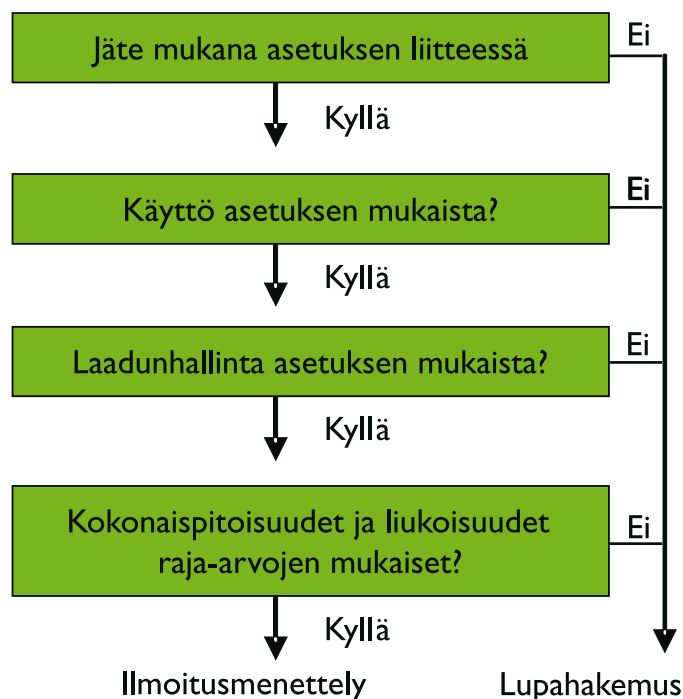 Jäte mukana asetuksen liitteessä
Ei
Kyllä
Käyttö asetuksen mukaista?
Ei
Kyllä
Laadunhallinta asetuksen mukaista?
Ei
Kyllä
Kokonaispitoisuudet ja liukoisuudet
raja-arvojen mukaiset?
Ei
Kyllä
Ilmoitusmenettely
Lupahakemus